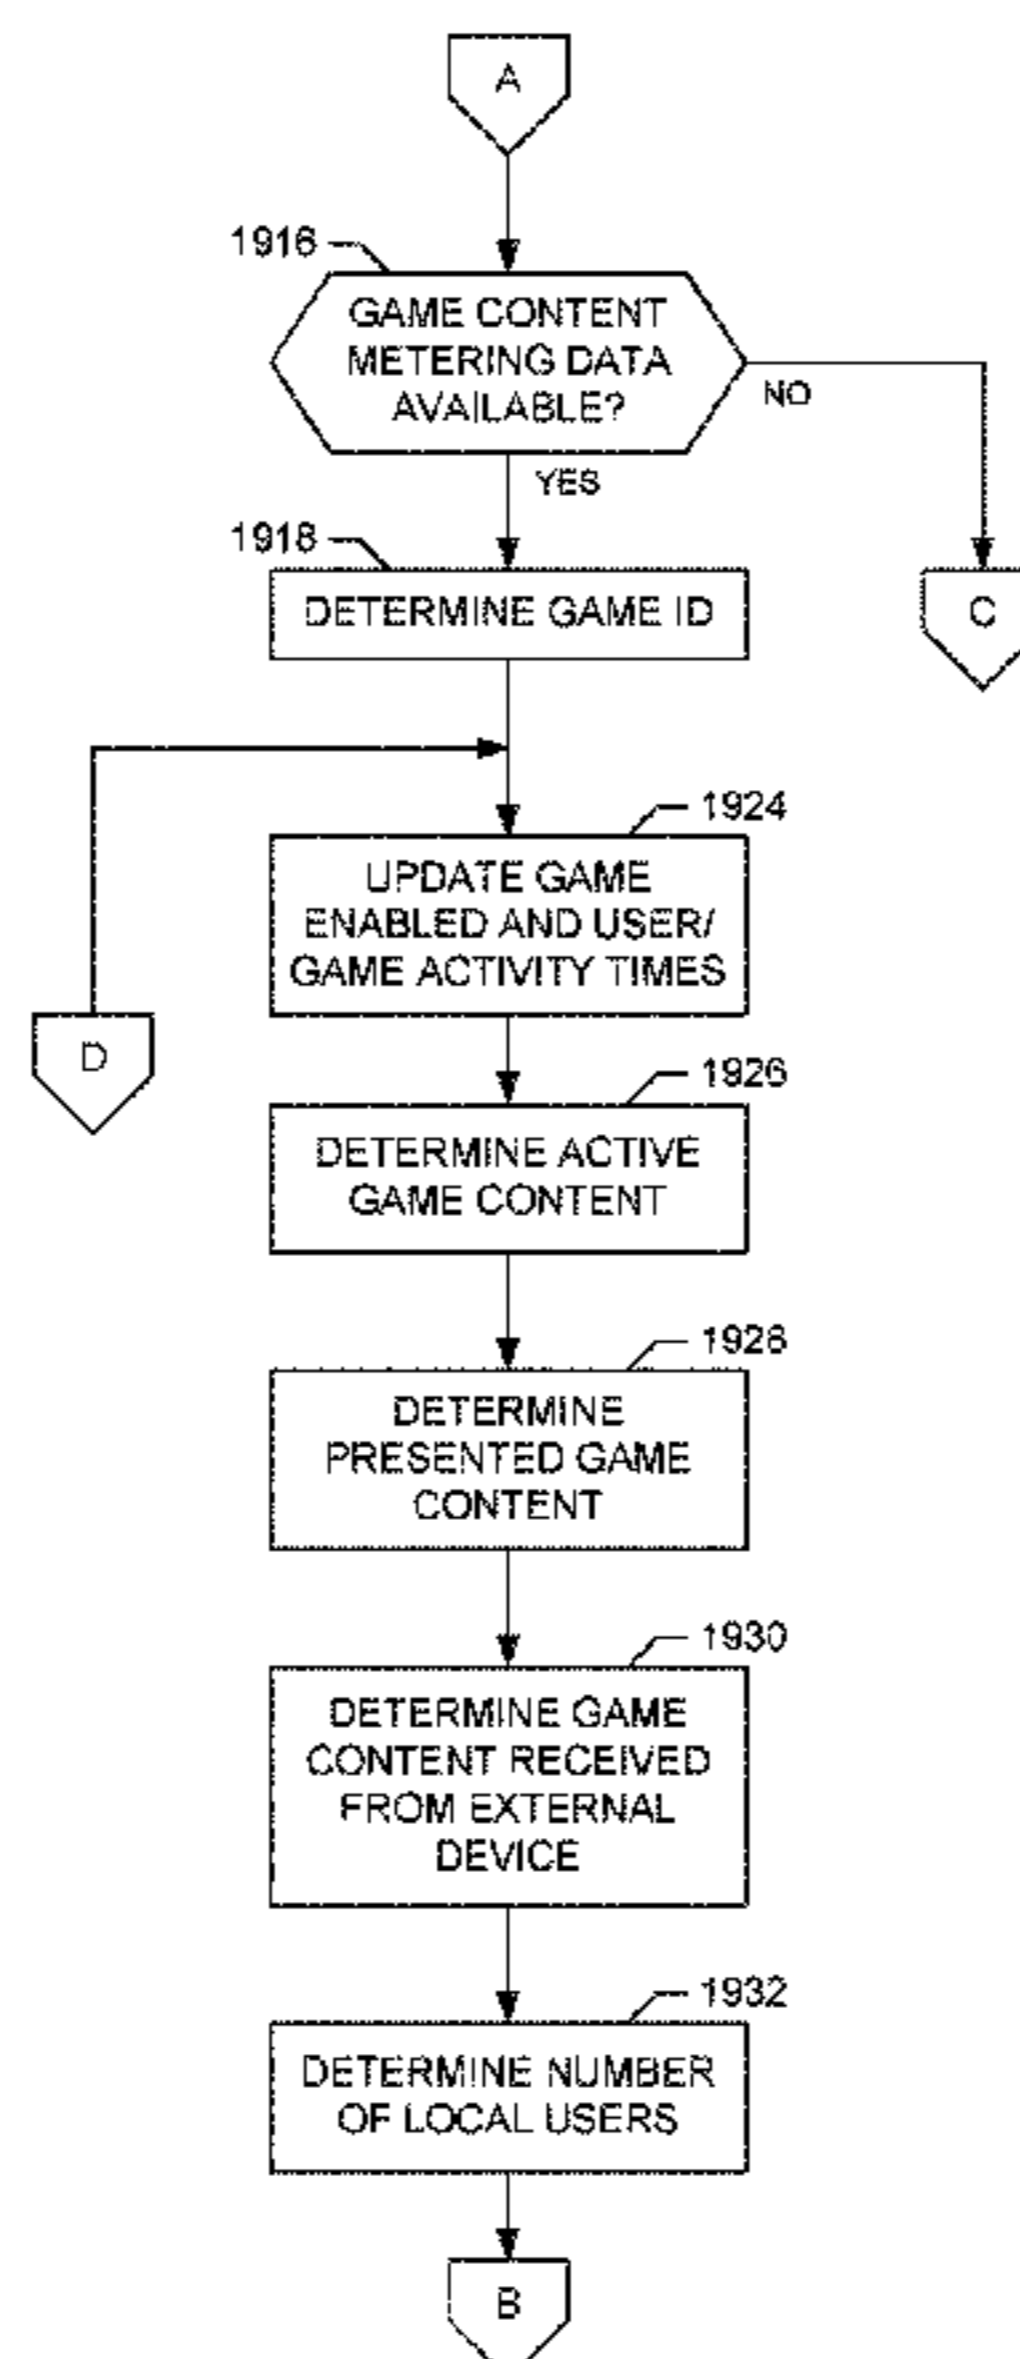 A
1916
GAME CONTENT
METERING DATA
AVAILABLE?
NO
YES
1918
DETERMINE GAME ID
C
1924
UPDATE GAME
ENABLED AND USER/
GAME ACTIVITY TIMES
D
1926
DETERMINE ACTIVE
GAME CONTENT
1928
DETERMINE
PRESENTED GAME
CONTENT
1930
DETERMINE GAME
CONTENT RECEIVED
FROM EXTERNAL
DEVICE
1932
DETERMINE NUMBER
OF LOCAL USERS
B